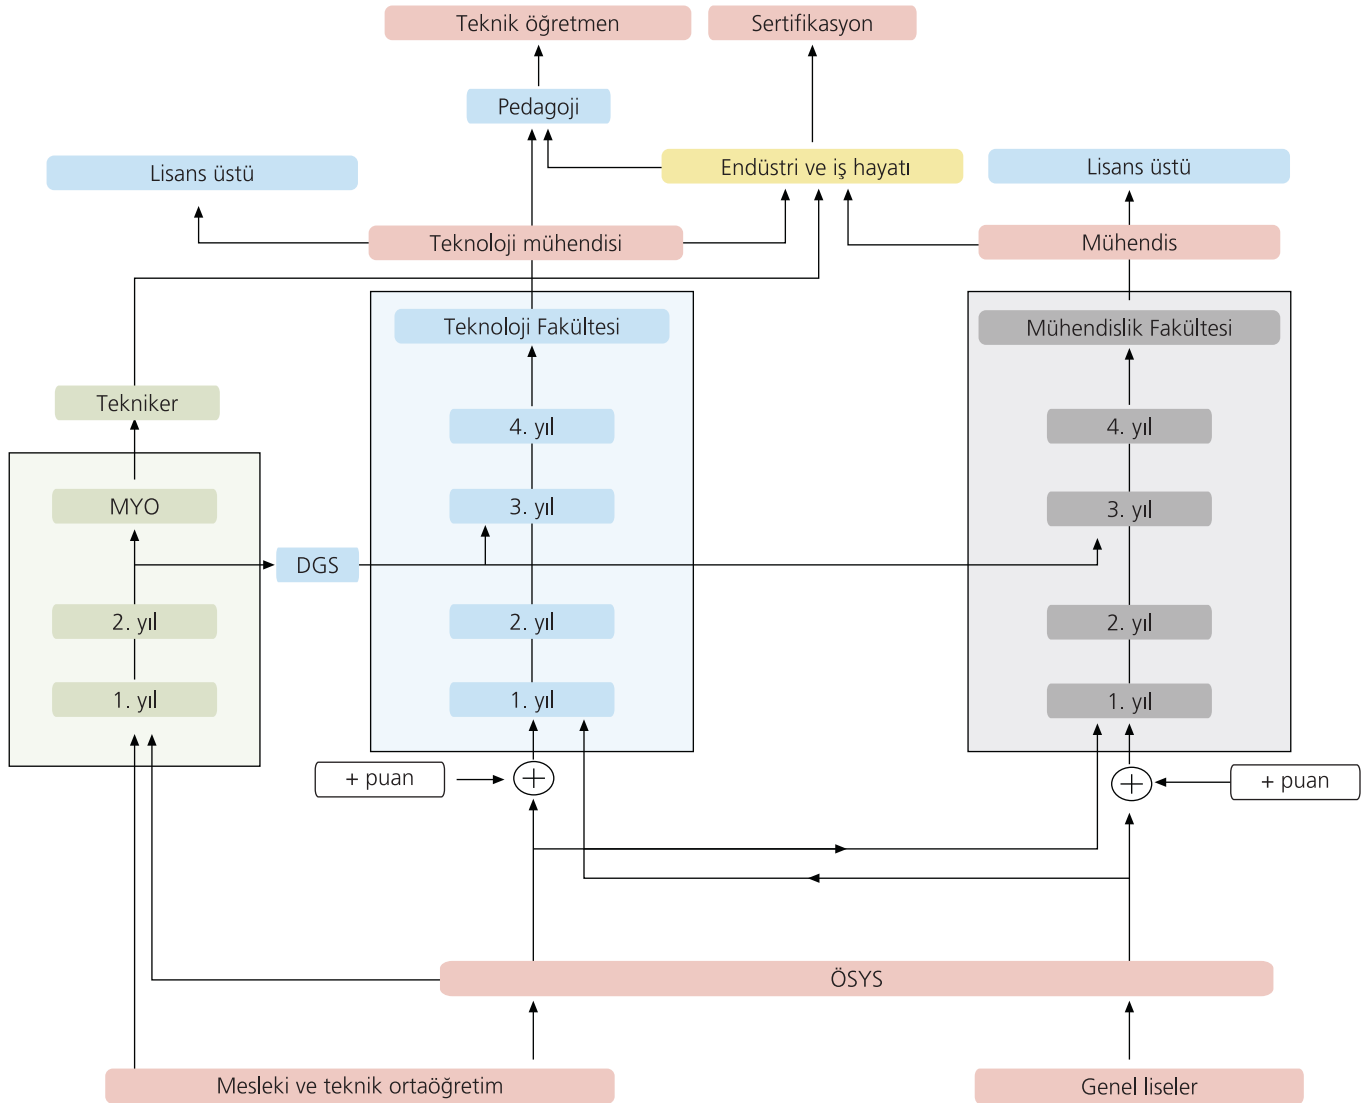 Teknik öğretmen
Sertifikasyon
Pedagoji
Lisans üstü
Endüstri ve iş hayatı
Lisans üstü
Teknoloji mühendisi
Mühendis
Teknoloji Fakültesi
Mühendislik Fakültesi
Tekniker
4. yıl
4. yıl
MYO
3. yıl
3. yıl
DGS
2. yıl
2. yıl
2. yıl
1. yıl
1. yıl
1. yıl
+ puan
+ puan
ÖSYS
Mesleki ve teknik ortaöğretim
Genel liseler